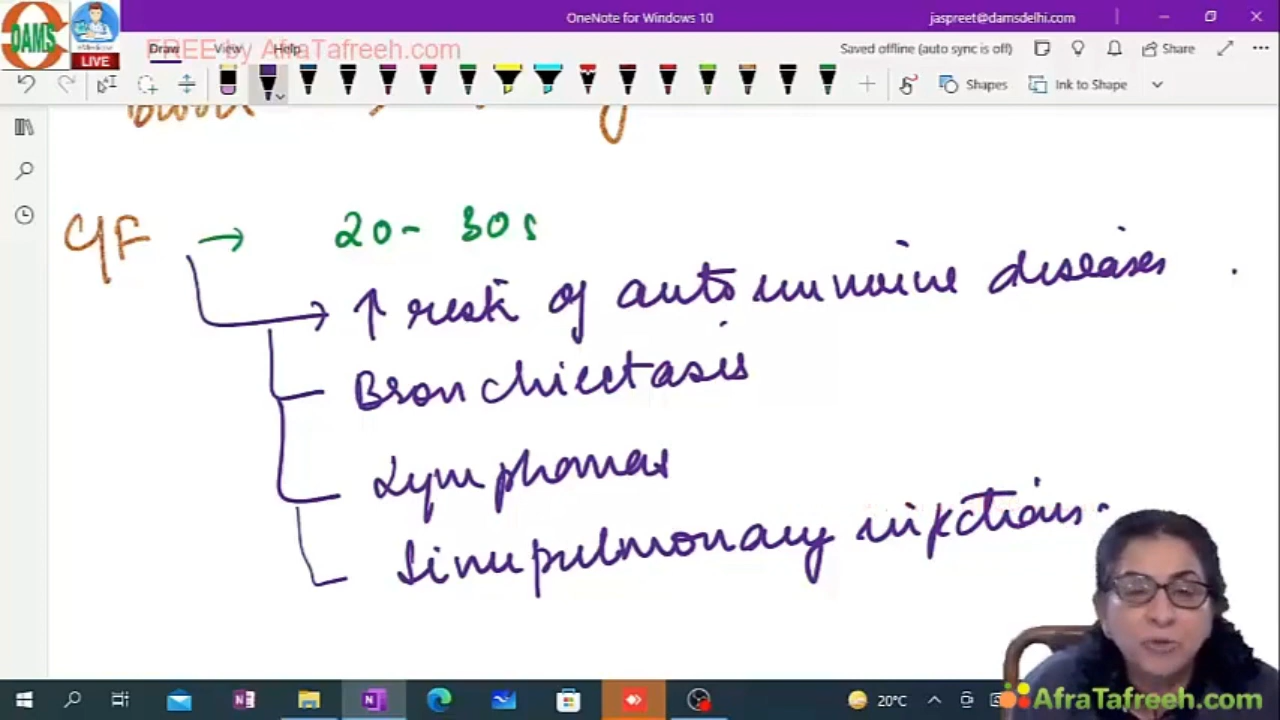 DAMS
eMedicoz
LIVE
OneNote for Windows 10
jaspreet@damsdelhi.com
Draw View Help
FREE by AfraTafreeh.com
Saved offline (auto sync is off)
Share
Shapes
Ink to Shape
Blood
C/F → 20- 30s
→ ↑ risk of autoimmune diseases
Bronchiectasis
Lymphomas
Sinupulmonary infections.
20°C
AfraTafreeh.com